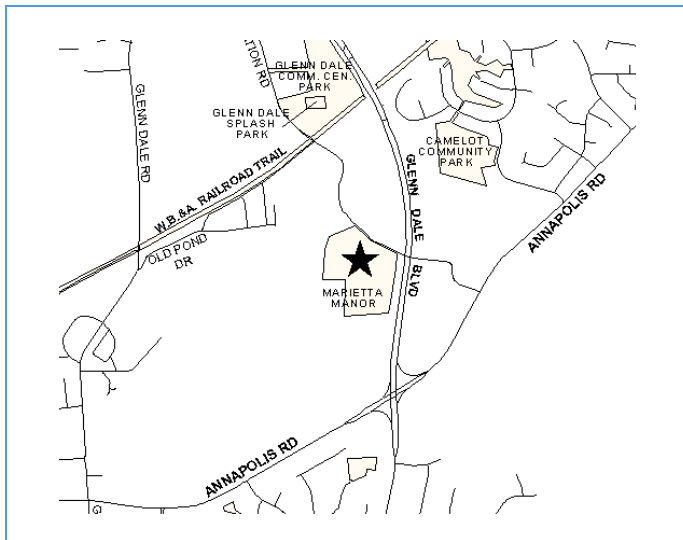 GLENN DALE
COMM. CEN.
PARK
ATION RD
GLENN DALE RD
GLENN DALE
SPLASH
PARK
CAMELOT
COMMUNITY
PARK
W.B.&A. RAILROAD TRAIL
GLENN DALE BLVD
ANNAPOLIS RD
OLD POND
DR
MARIETTA
MANOR
ANNAPOLIS RD
G